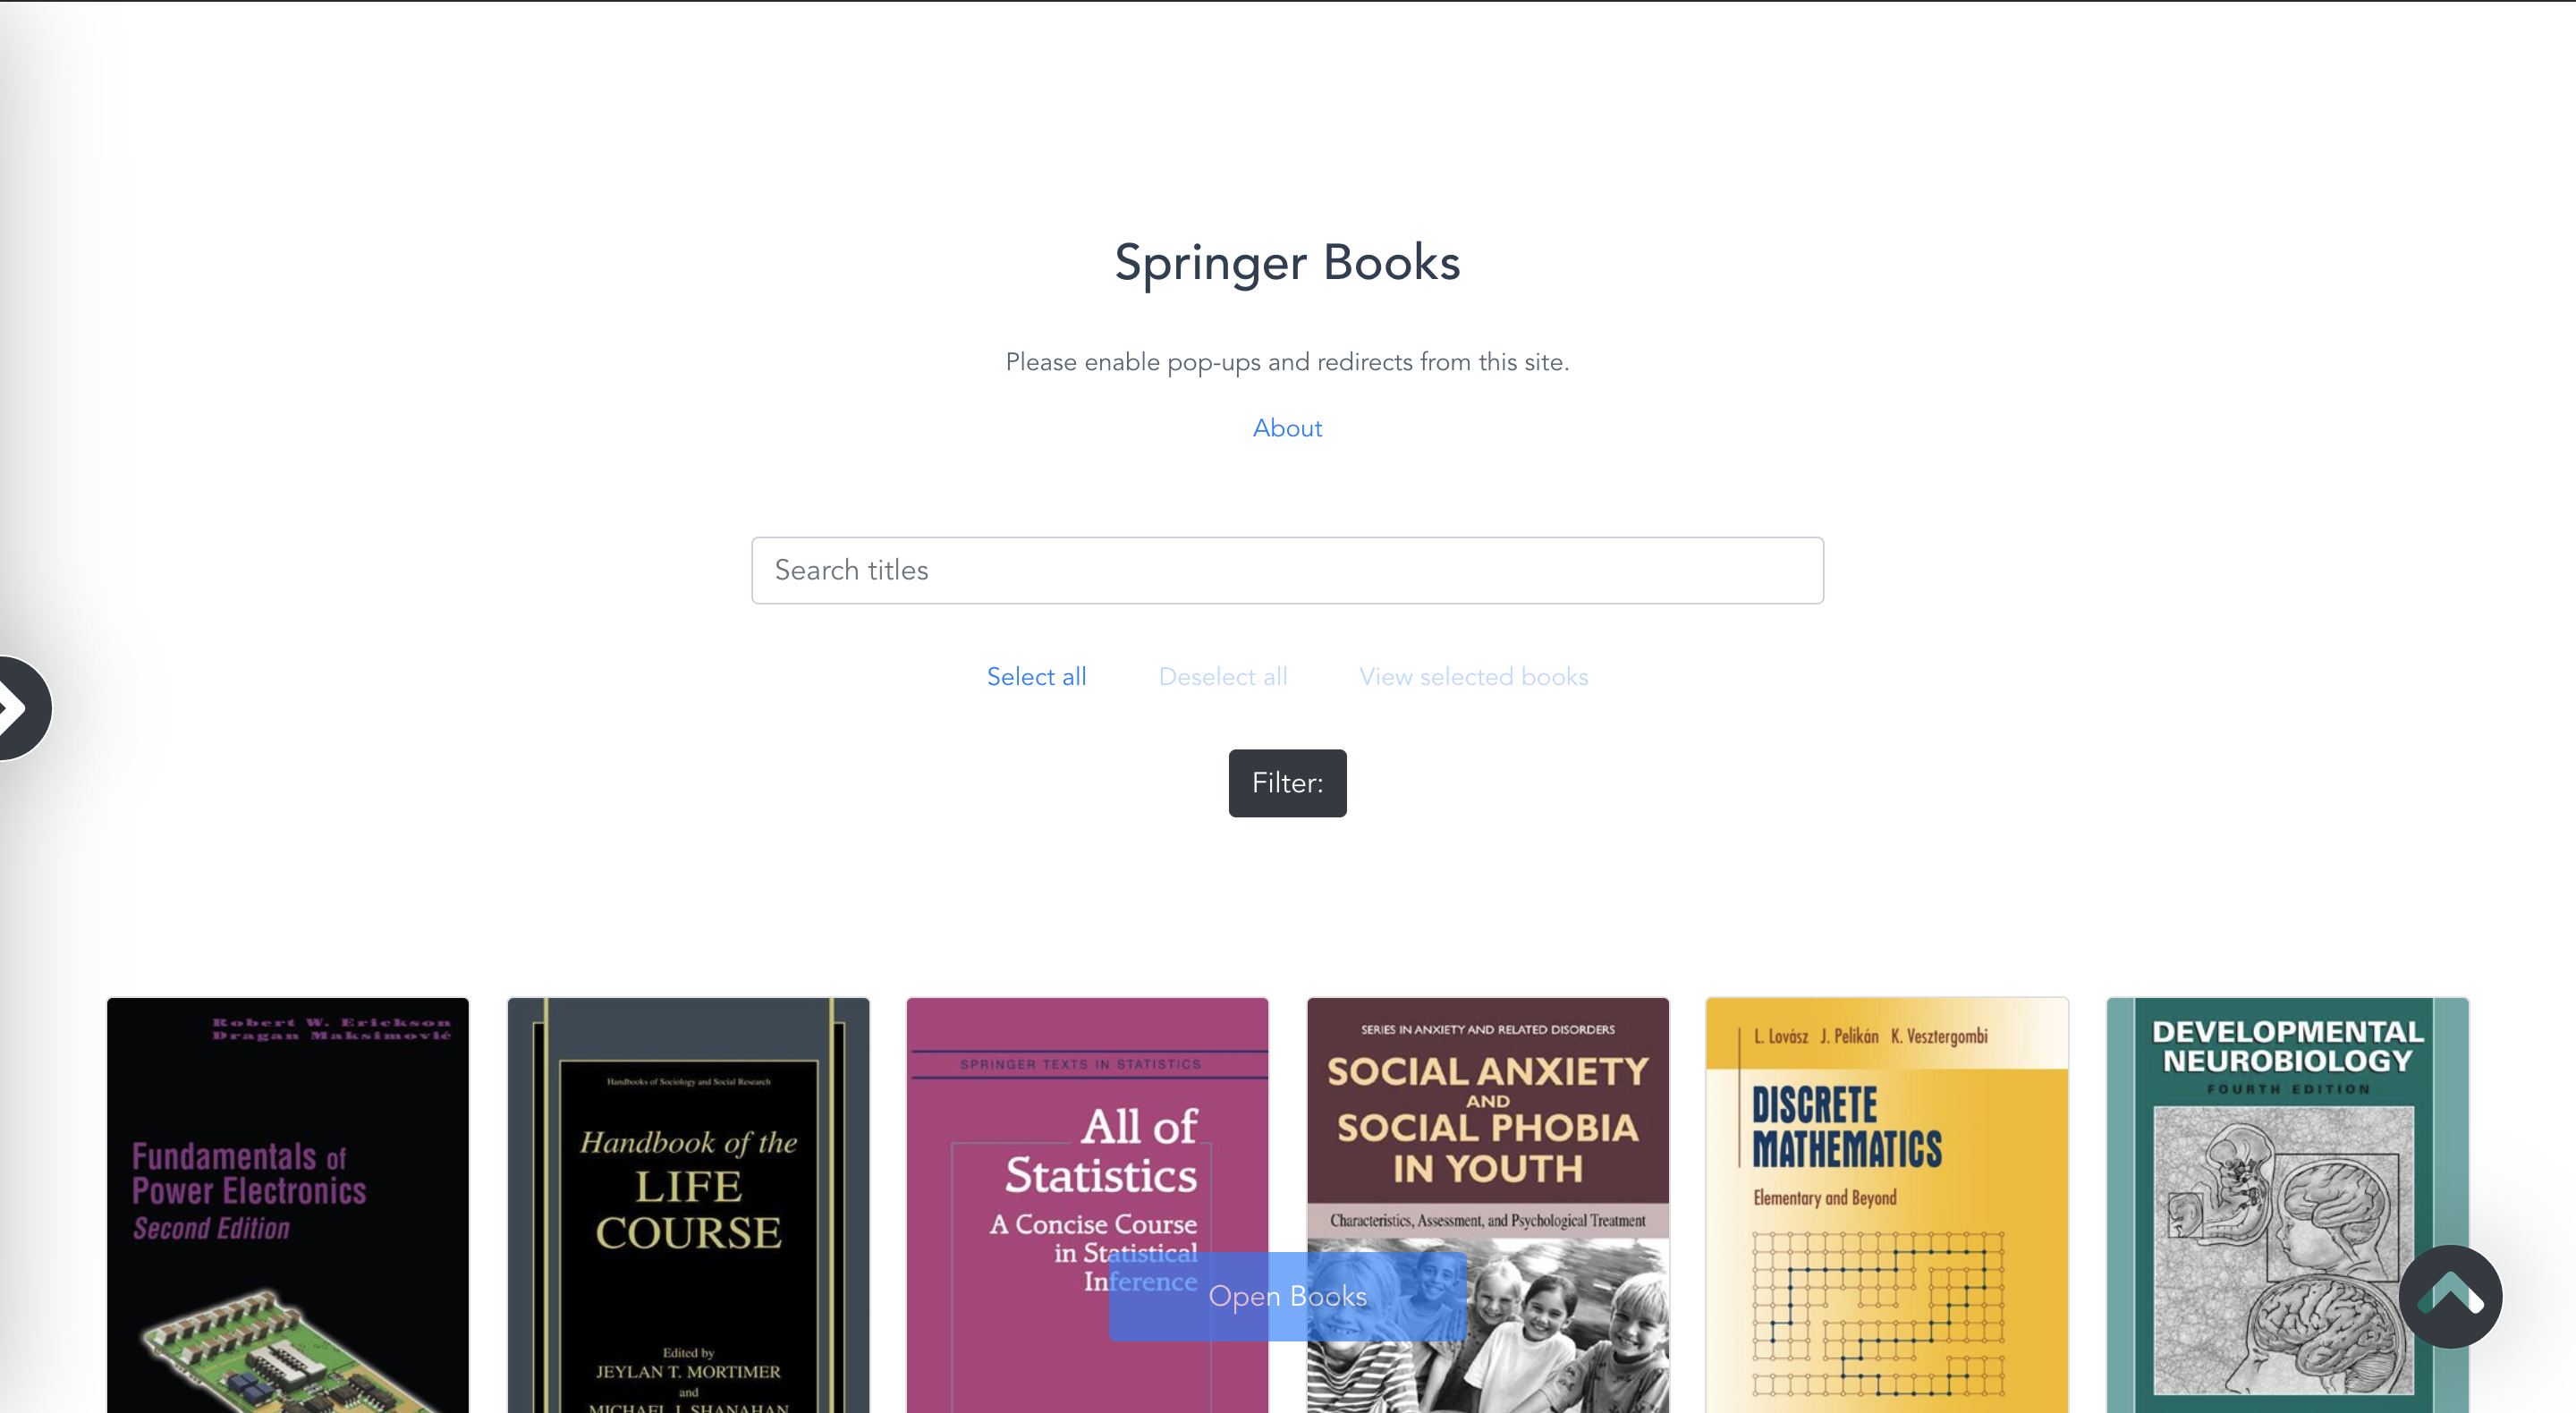 Springer Books
Please enable pop-ups and redirects from this site.
About
Search titles
Select all Deselect all View selected books
Filter:
Robert W. Erickson
Dragan Maksimović
Fundamentals of
Power Electronics
Second Edition
Handbooks of Sociology and Social Research
Handbook of the
LIFE
COURSE
Edited by
JEYLAN T. MORTIMER
and
MICHAEL J. SHANAHAN
SPRINGER TEXTS IN STATISTICS
All of
Statistics
A Concise Course
in Statistical
Inference
SERIES IN ANXIETY AND RELATED DISORDERS
SOCIAL ANXIETY
AND
SOCIAL PHOBIA
IN YOUTH
Characteristics, Assessment, and Psychological Treatment
Open Books
L. Lovász J. Pelikán K. Vesztergombi
DISCRETE
MATHEMATICS
Elementary and Beyond
DEVELOPMENTAL
NEUROBIOLOGY
FOURTH EDITION